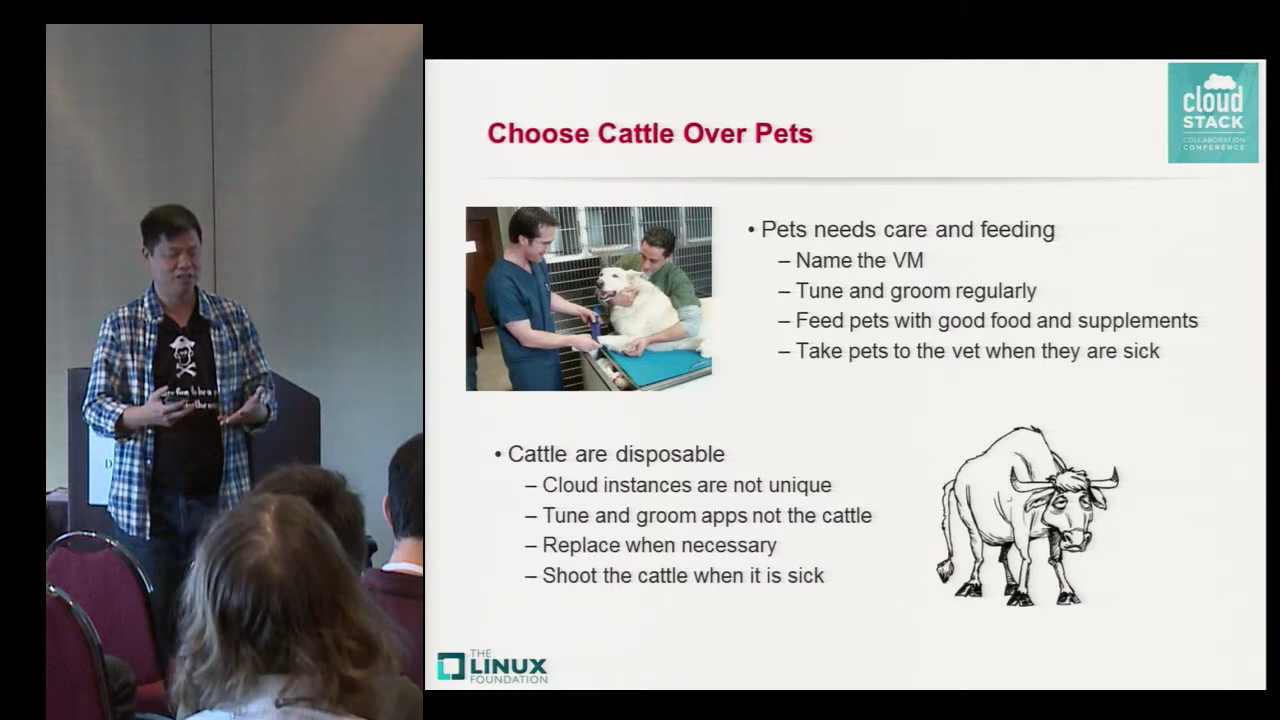 cloud
STACK
COLLABORATION
CONFERENCE
Choose Cattle Over Pets
• Pets needs care and feeding
– Name the VM
– Tune and groom regularly
– Feed pets with good food and supplements
– Take pets to the vet when they are sick
• Cattle are disposable
– Cloud instances are not unique
– Tune and groom apps not the cattle
– Replace when necessary
– Shoot the cattle when it is sick
THE
LINUX
FOUNDATION